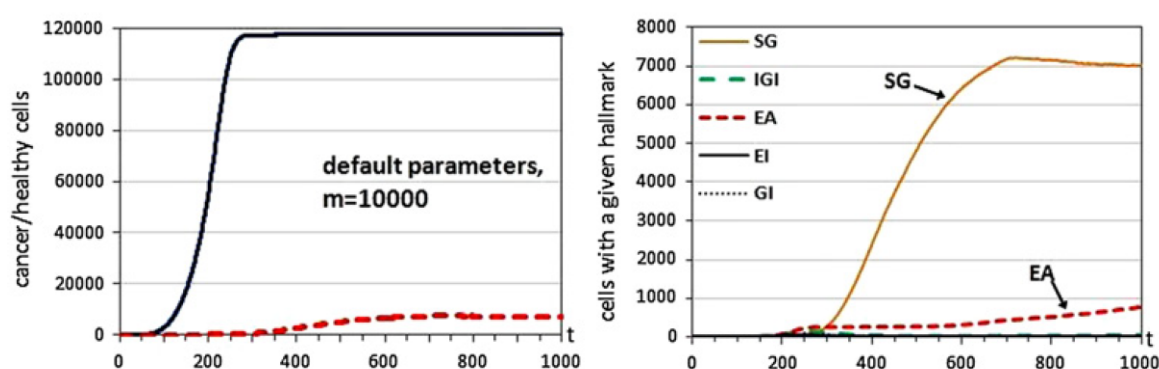 120000
100000
80000
60000
40000
20000
0
cancer/healthy cells
default parameters,
m=10000
0 200 400 600 800 1000
t
8000
7000
6000
5000
4000
3000
2000
1000
0
cells with a given hallmark
SG
IGI
EA
EI
GI
SG
EA
0 200 400 600 800 1000
t